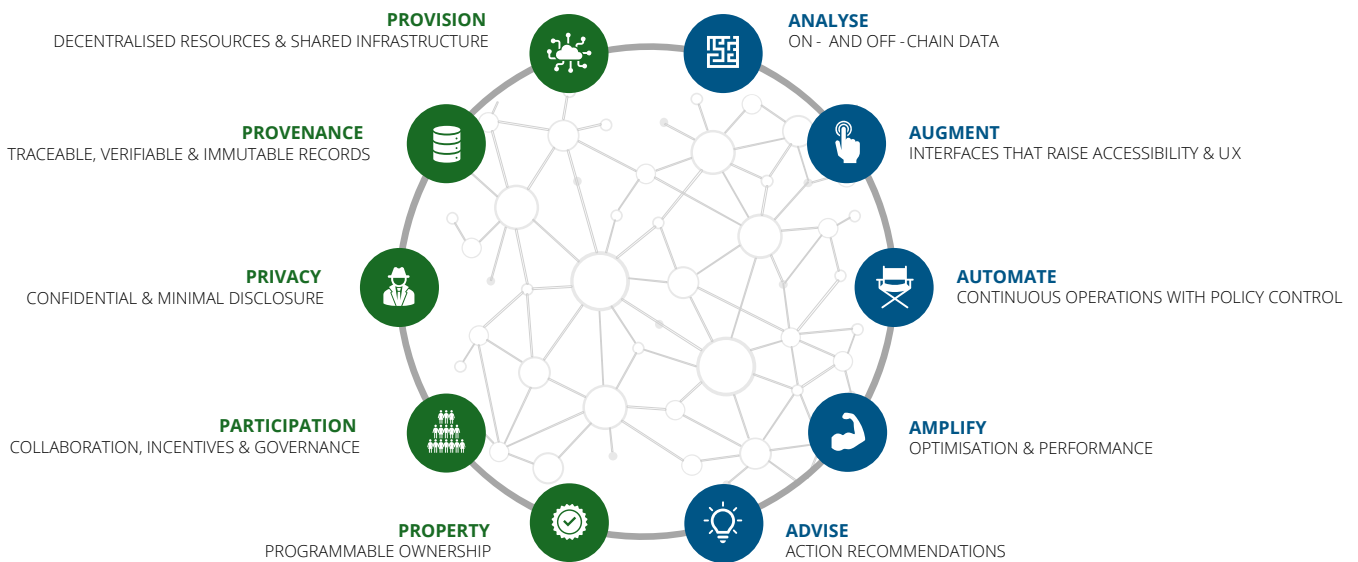 PROVISION
DECENTRALISED RESOURCES & SHARED INFRASTRUCTURE
PROVENANCE
TRACEABLE, VERIFIABLE & IMMUTABLE RECORDS
PRIVACY
CONFIDENTIAL & MINIMAL DISCLOSURE
PARTICIPATION
COLLABORATION, INCENTIVES & GOVERNANCE
PROPERTY
PROGRAMMABLE OWNERSHIP
ANALYSE
ON - AND OFF -CHAIN DATA
AUGMENT
INTERFACES THAT RAISE ACCESSIBILITY & UX
AUTOMATE
CONTINUOUS OPERATIONS WITH POLICY CONTROL
AMPLIFY
OPTIMISATION & PERFORMANCE
ADVISE
ACTION RECOMMENDATIONS